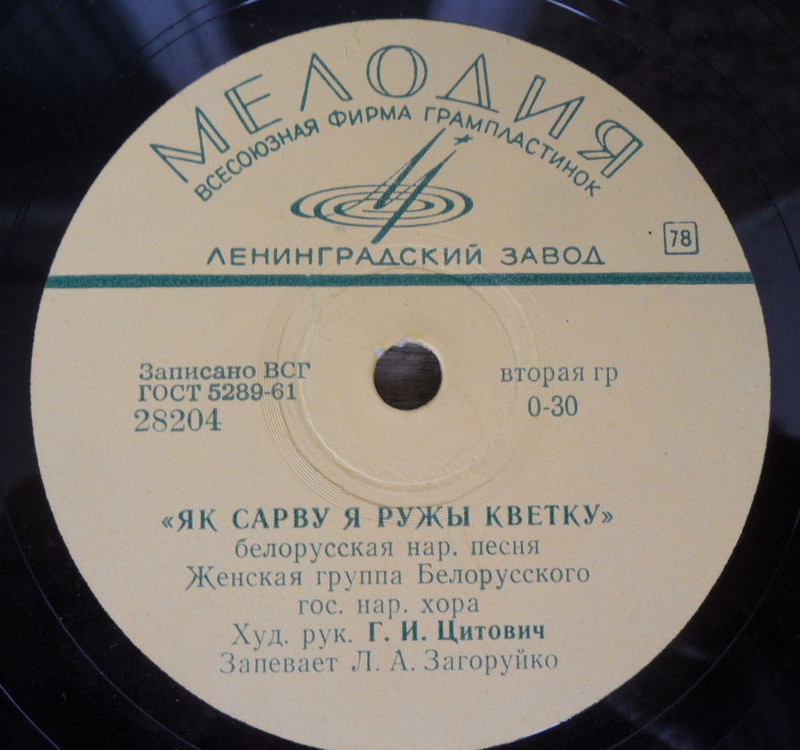 МЕЛОДИЯ
ВСЕСОЮЗНАЯ ФИРМА ГРАМПЛАСТИНОК
ЛЕНИНГРАДСКИЙ ЗАВОД
78
Записано ВСГ
ГОСТ 5289-61
28204
вторая гр
0-30
«ЯК САРВУ Я РУЖЫ КВЕТКУ»
белорусская нар. песня
Женская группа Белорусского
гос. нар. хора
Худ. рук. Г. И. Цитович
Запевает Л. А. Загоруйко